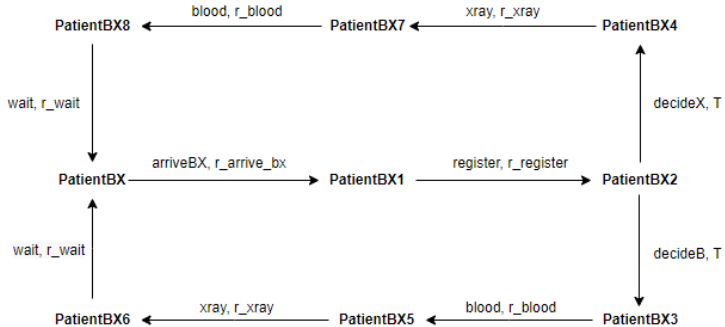 blood, r_blood
xray, r_xray
PatientBX8
PatientBX7
PatientBX4
wait, r_wait
decideX, T
arriveBX, r_arrive_bx
register, r_register
PatientBX
PatientBX1
PatientBX2
wait, r_wait
decideB, T
xray, r_xray
blood, r_blood
PatientBX6
PatientBX5
PatientBX3